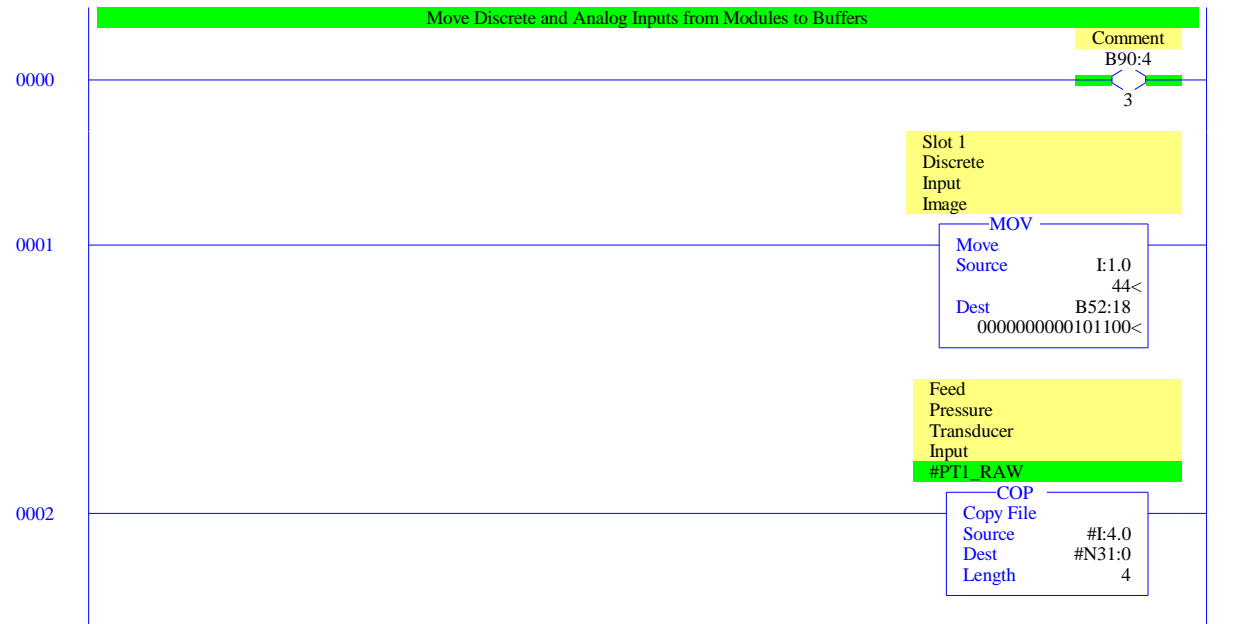 Move Discrete and Analog Inputs from Modules to Buffers
Comment
B90:4
0000
3
Slot 1
Discrete
Input
Image
MOV
0001
Move
Source I:1.0
44<
Dest B52:18
0000000000101100<
Feed
Pressure
Transducer
Input
#PT1_RAW
COP
0002
Copy File
Source #I:4.0
Dest #N31:0
Length 4